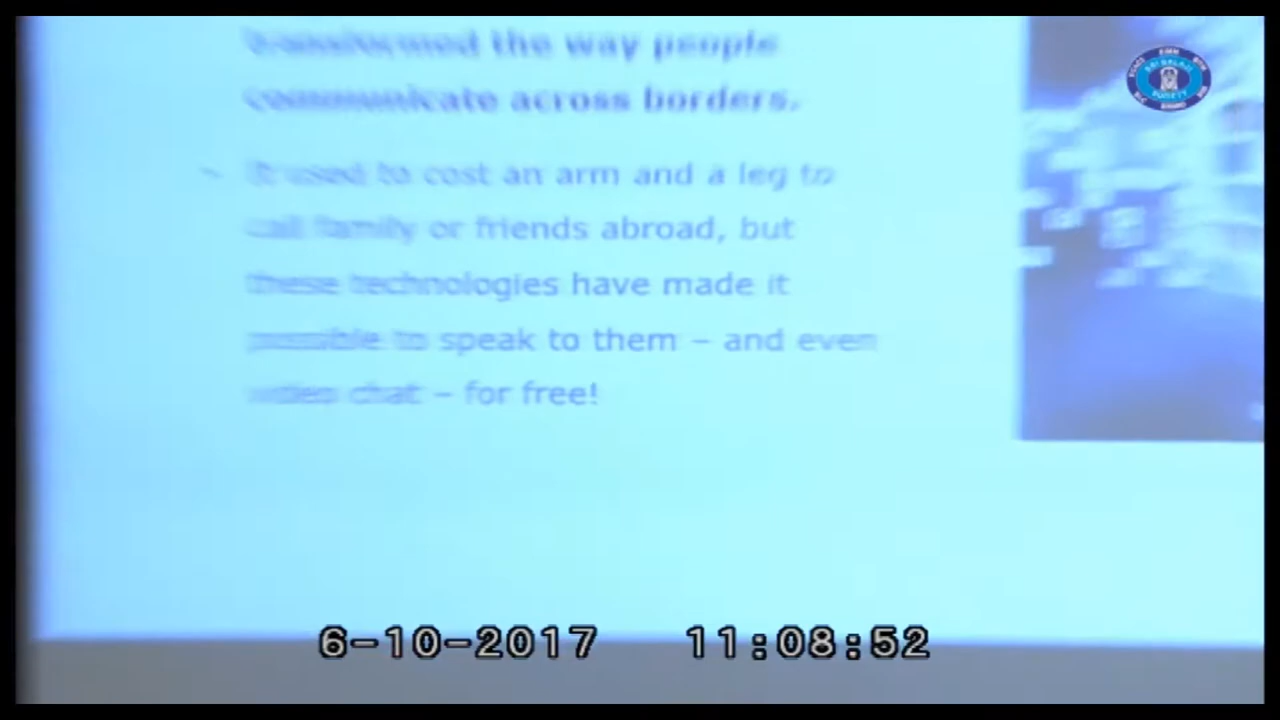 transformed the way people
communicate across borders.
It used to cost an arm and a leg to
call family or friends abroad, but
these technologies have made it
possible to speak to them – and even
video chat – for free!
6-10-2017 11:08:52